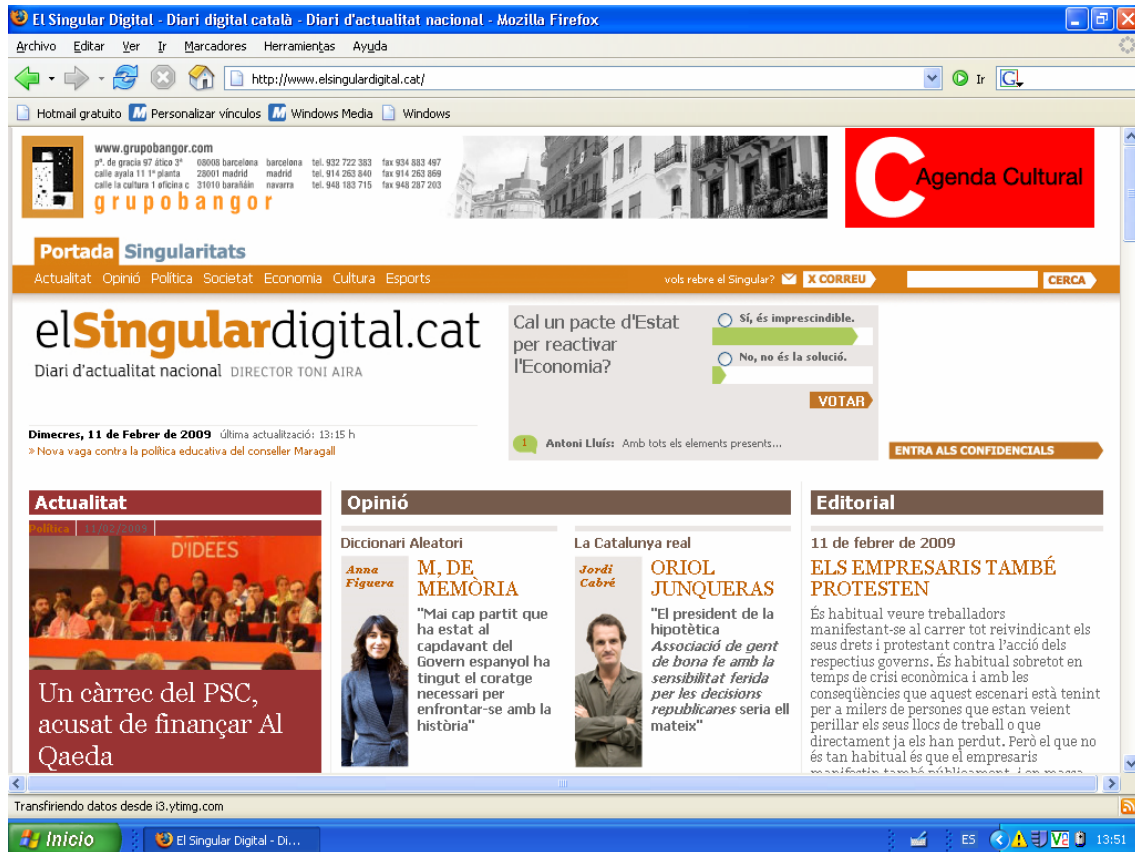 El Singular Digital - Diari digital català - Diari d'actualitat nacional - Mozilla Firefox
Archivo Editar Ver Ir Marcadores Herramientas Ayuda
http://www.elsingulardigital.cat/
Ir
G
Hotmail gratuito Personalizar vínculos Windows Media Windows
www.grupobangor.com
pº. de gracia 97 ático 3ª 08008 barcelona barcelona tel. 932 722 383 fax 934 883 497
calle ayala 11 1ª planta 28001 madrid madrid tel. 914 263 840 fax 914 263 869
calle la cultura 1 oficina c 31010 barañáin navarra tel. 948 183 715 fax 948 287 203
grupobangor
C Agenda Cultural
Portada Singularitats
Actualitat Opinió Política Societat Economia Cultura Esports
vols rebre el Singular? X CORREU
CERCA
elSingulardigital.cat
Diari d'actualitat nacional DIRECTOR TONI AIRA
Dimecres, 11 de Febrer de 2009 última actualització: 13:15 h
» Nova vaga contra la política educativa del conseller Maragall
Cal un pacte d'Estat
per reactivar
l'Economia?
Sí, és imprescindible.
No, no és la solució.
VOTAR
1 Antoni Lluís: Amb tots els elements presents...
ENTRA ALS CONFIDENCIALS
Actualitat
Política 11/02/2009
D'IDEES
Un càrrec del PSC,
acusat de finançar Al
Qaeda
Opinió
Diccionari Aleatori
Anna
Figuera
M, DE
MEMÒRIA
"Mai cap partit que
ha estat al
capdavant del
Govern espanyol ha
tingut el coratge
necessari per
enfrontar-se amb la
història"
La Catalunya real
Jordi
Cabré
ORIOL
JUNQUERAS
"El president de la
hipotètica
Associació de gent
de bona fe amb la
sensibilitat ferida
per les decisions
republicanes seria ell
mateix"
Editorial
11 de febrer de 2009
ELS EMPRESARIS TAMBÉ
PROTESTEN
És habitual veure treballadors
manifestant-se al carrer tot reivindicant els
seus drets i protestant contra l'acció dels
respectius governs. És habitual sobretot en
temps de crisi econòmica i amb les
conseqüències que aquest escenari està tenint
per a milers de persones que estan veient
perillar els seus llocs de treball o que
directament ja els han perdut. Però el que no
és tan habitual és que el empresaris
manifestin també públicament, i en massa
Transfiriendo datos desde i3.ytimg.com
Inicio
El Singular Digital - Di...
ES
13:51